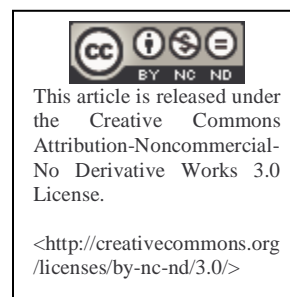 cc
BY NC ND
This article is released under
the Creative Commons
Attribution-Noncommercial-
No Derivative Works 3.0
License.
<http://creativecommons.org
/licenses/by-nc-nd/3.0/>